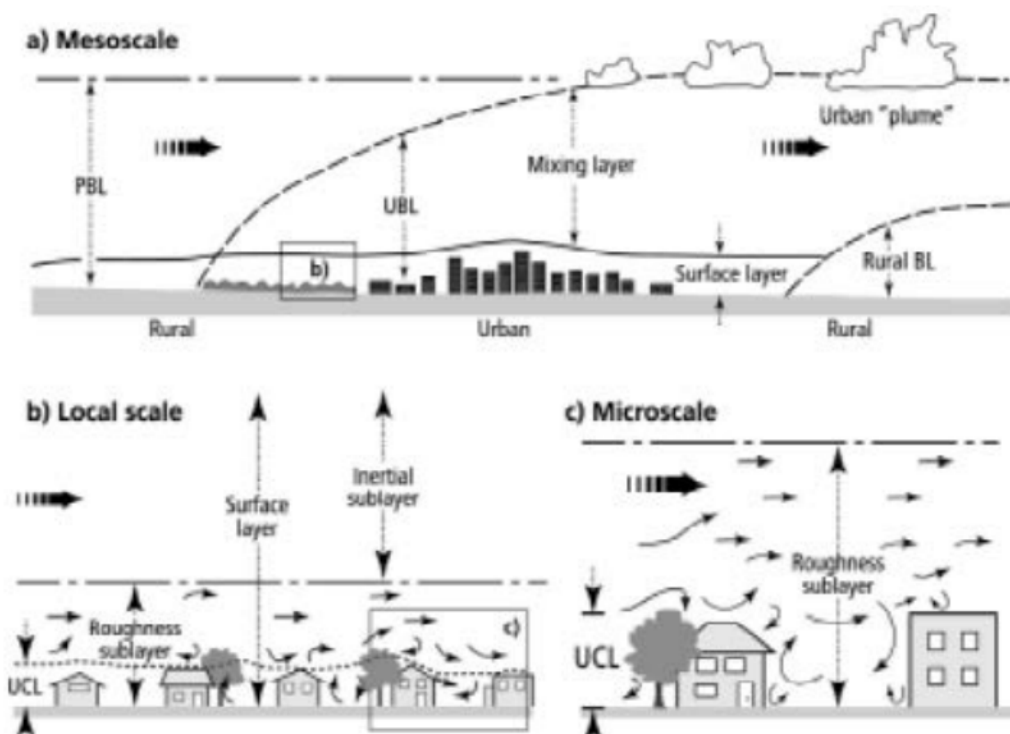 a) Mesoscale
Urban "plume"
PBL
Mixing layer
UBL
b)
Surface layer
Rural BL
Rural
Urban
Rural
b) Local scale
Inertial
sublayer
Surface
layer
Roughness
sublayer
c)
UCL
c) Microscale
Roughness
sublayer
UCL